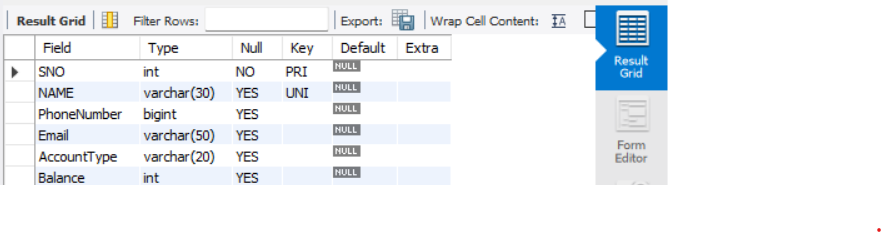 Result Grid Filter Rows: Export: Wrap Cell Content: IA
Field Type Null Key Default Extra
SNO int NO PRI NULL
NAME varchar(30) YES UNI NULL
PhoneNumber bigint YES NULL
Email varchar(50) YES NULL
AccountType varchar(20) YES NULL
Balance int YES NULL
Result
Grid
Form
Editor